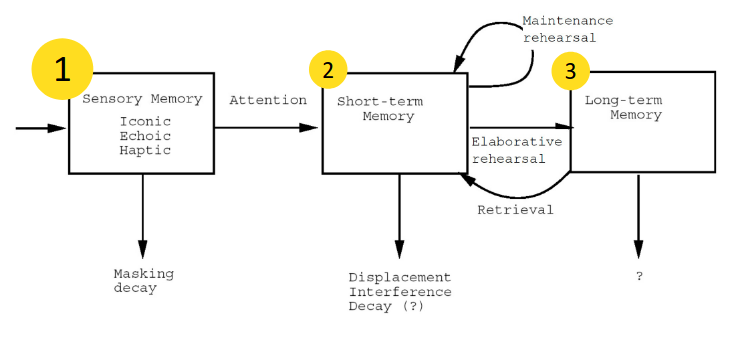 1
Sensory Memory
Iconic
Echoic
Haptic
Masking
decay
Attention
2
Short-term
Memory
Displacement
Interference
Decay (?)
Maintenance
rehearsal
Elaborative
rehearsal
Retrieval
3
Long-term
Memory
?